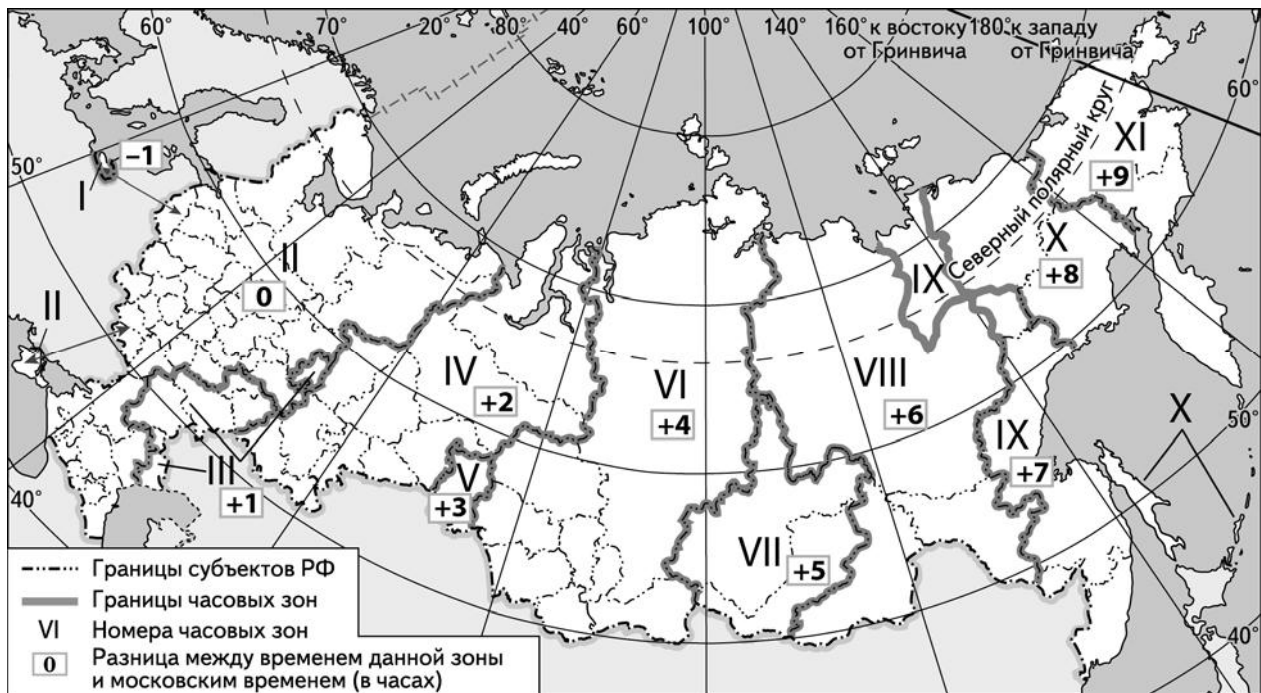 60° 70° 20° 40° 60° 80° 100° 120° 140° 160° к востоку 180° к западу
от Гринвича от Гринвича
60°
50°
I
–1
XI
+9
Северный полярный круг
II
0
II
IX
X
+8
IV
+2
VI
+4
VIII
+6
X
50°
V
+3
IX
+7
III
+1
40°
VII
+5
40°
Границы субъектов РФ
Границы часовых зон
VI Номера часовых зон
0 Разница между временем данной зоны
и московским временем (в часах)